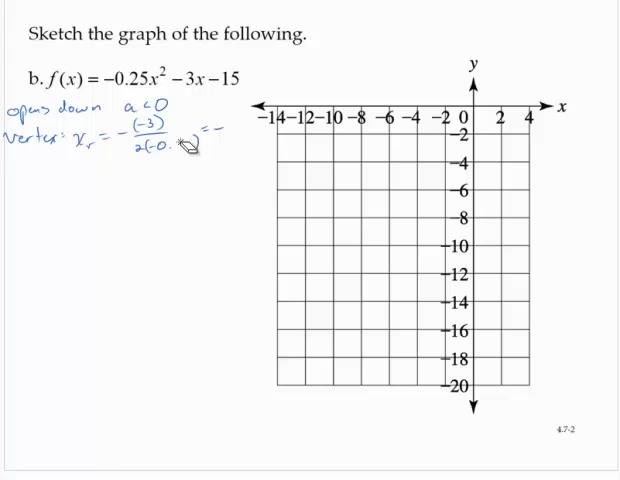 Sketch the graph of the following.
b. f(x) = −0.25x² − 3x − 15
opens down a < 0
vertex: xᵥ = − (−3) / 2(−0. ) = −
y
x
−14 −12 −10 −8 −6 −4 −2 0 2 4
−2
−4
−6
−8
−10
−12
−14
−16
−18
−20
4.7-2